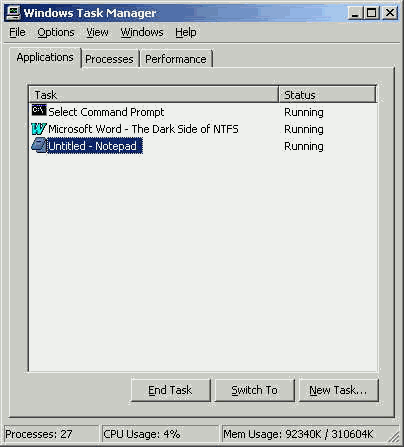 Windows Task Manager
File Options View Windows Help
Applications Processes Performance
Task Status
Select Command Prompt Running
Microsoft Word - The Dark Side of NTFS Running
Untitled - Notepad Running
End Task Switch To New Task...
Processes: 27 CPU Usage: 4% Mem Usage: 92340K / 310604K